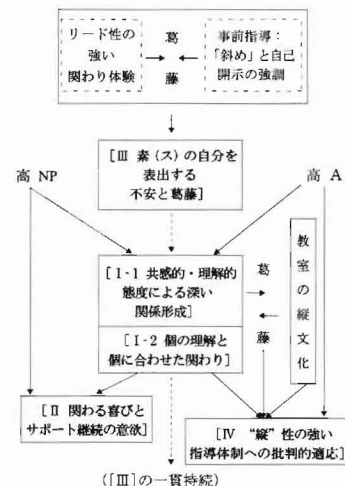 リード性の
強い
関わり体験
葛
藤
事前指導：
「斜め」と自己
開示の強調
[Ⅲ 素（ス）の自分を
表出する
不安と葛藤]
高 NP
高 A
[Ⅰ-1 共感的・理解的
態度による深い
関係形成]
[Ⅰ-2 個の理解と
個に合わせた関わり]
葛
藤
教室の縦文化
[Ⅱ 関わる喜びと
サポート継続の意欲]
[Ⅳ “縦”性の強い
指導体制への批判的適応]
([Ⅲ]の一貫持続)